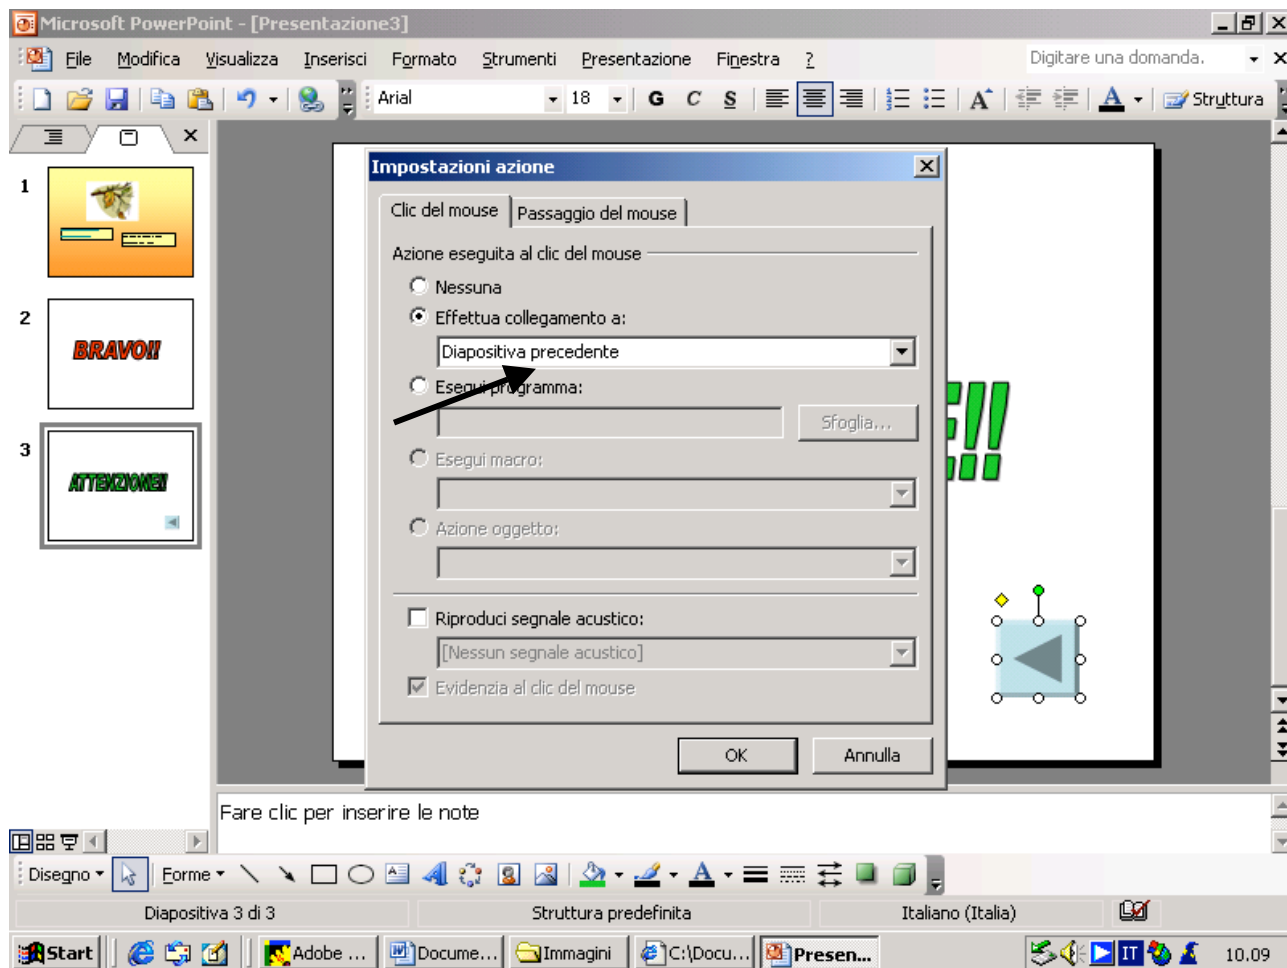 Microsoft PowerPoint - [Presentazione3]
File Modifica Visualizza Inserisci Formato Strumenti Presentazione Finestra ? Digitare una domanda.
Arial 18 G C S A A Struttura
Impostazioni azione
Clic del mouse Passaggio del mouse
1
Azione eseguita al clic del mouse
Nessuna
2
Effettua collegamento a:
BRAVO!!
Diapositiva precedente
Esegui programma:
Sfoglia...
E!!
3
Esegui macro:
ATTENZIONE!!
Azione oggetto:
Riproduci segnale acustico:
[Nessun segnale acustico]
Evidenzia al clic del mouse
OK Annulla
Fare clic per inserire le note
Disegno Forme A A
Diapositiva 3 di 3 Struttura predefinita Italiano (Italia)
Start Adobe ... Docume... Immagini C:\Docu... Presen... IT 10.09